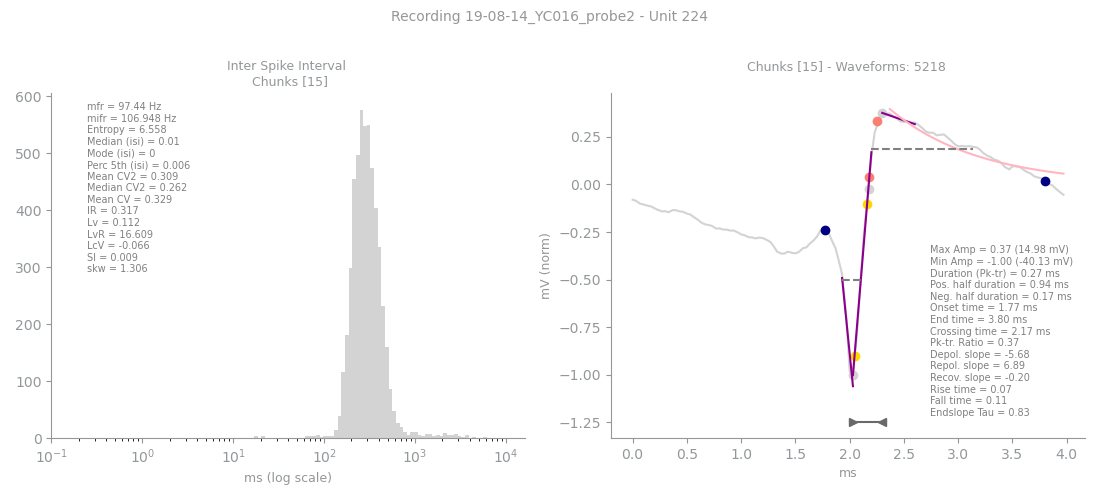 Recording 19-08-14_YC016_probe2 - Unit 224
Inter Spike Interval
Chunks [15]
600
500
400
300
200
100
0
mfr = 97.44 Hz
mifr = 106.948 Hz
Entropy = 6.558
Median (isi) = 0.01
Mode (isi) = 0
Perc 5th (isi) = 0.006
Mean CV2 = 0.309
Median CV2 = 0.262
Mean CV = 0.329
IR = 0.317
Lv = 0.112
LvR = 16.609
LcV = -0.066
SI = 0.009
skw = 1.306
10⁻¹ 10⁰ 10¹ 10² 10³ 10⁴
ms (log scale)
Chunks [15] - Waveforms: 5218
mV (norm)
0.25
0.00
−0.25
−0.50
−0.75
−1.00
−1.25
Max Amp = 0.37 (14.98 mV)
Min Amp = -1.00 (-40.13 mV)
Duration (Pk-tr) = 0.27 ms
Pos. half duration = 0.94 ms
Neg. half duration = 0.17 ms
Onset time = 1.77 ms
End time = 3.80 ms
Crossing time = 2.17 ms
Pk-tr. Ratio = 0.37
Depol. slope = -5.68
Repol. slope = 6.89
Recov. slope = -0.20
Rise time = 0.07
Fall time = 0.11
Endslope Tau = 0.83
0.0 0.5 1.0 1.5 2.0 2.5 3.0 3.5 4.0
ms